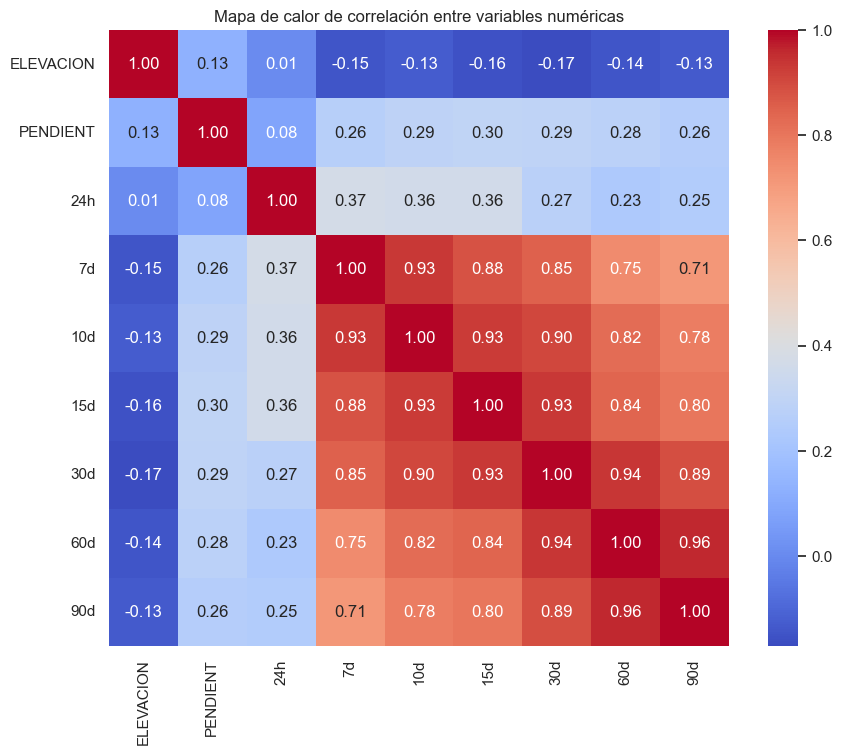 Mapa de calor de correlación entre variables numéricas
ELEVACION 1.00 0.13 0.01 -0.15 -0.13 -0.16 -0.17 -0.14 -0.13
PENDIENT 0.13 1.00 0.08 0.26 0.29 0.30 0.29 0.28 0.26
24h 0.01 0.08 1.00 0.37 0.36 0.36 0.27 0.23 0.25
7d -0.15 0.26 0.37 1.00 0.93 0.88 0.85 0.75 0.71
10d -0.13 0.29 0.36 0.93 1.00 0.93 0.90 0.82 0.78
15d -0.16 0.30 0.36 0.88 0.93 1.00 0.93 0.84 0.80
30d -0.17 0.29 0.27 0.85 0.90 0.93 1.00 0.94 0.89
60d -0.14 0.28 0.23 0.75 0.82 0.84 0.94 1.00 0.96
90d -0.13 0.26 0.25 0.71 0.78 0.80 0.89 0.96 1.00
ELEVACION PENDIENT 24h 7d 10d 15d 30d 60d 90d
1.0
0.8
0.6
0.4
0.2
0.0